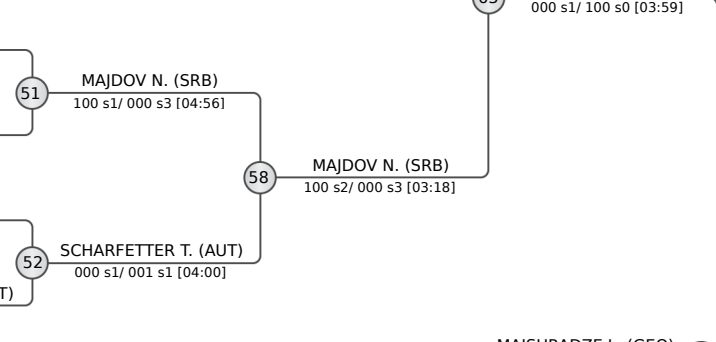 000 s1/ 100 s0 [03:59]
MAJDOV N. (SRB)
51
100 s1/ 000 s3 [04:56]
MAJDOV N. (SRB)
58
100 s2/ 000 s3 [03:18]
SCHARFETTER T. (AUT)
52
000 s1/ 001 s1 [04:00]
T)